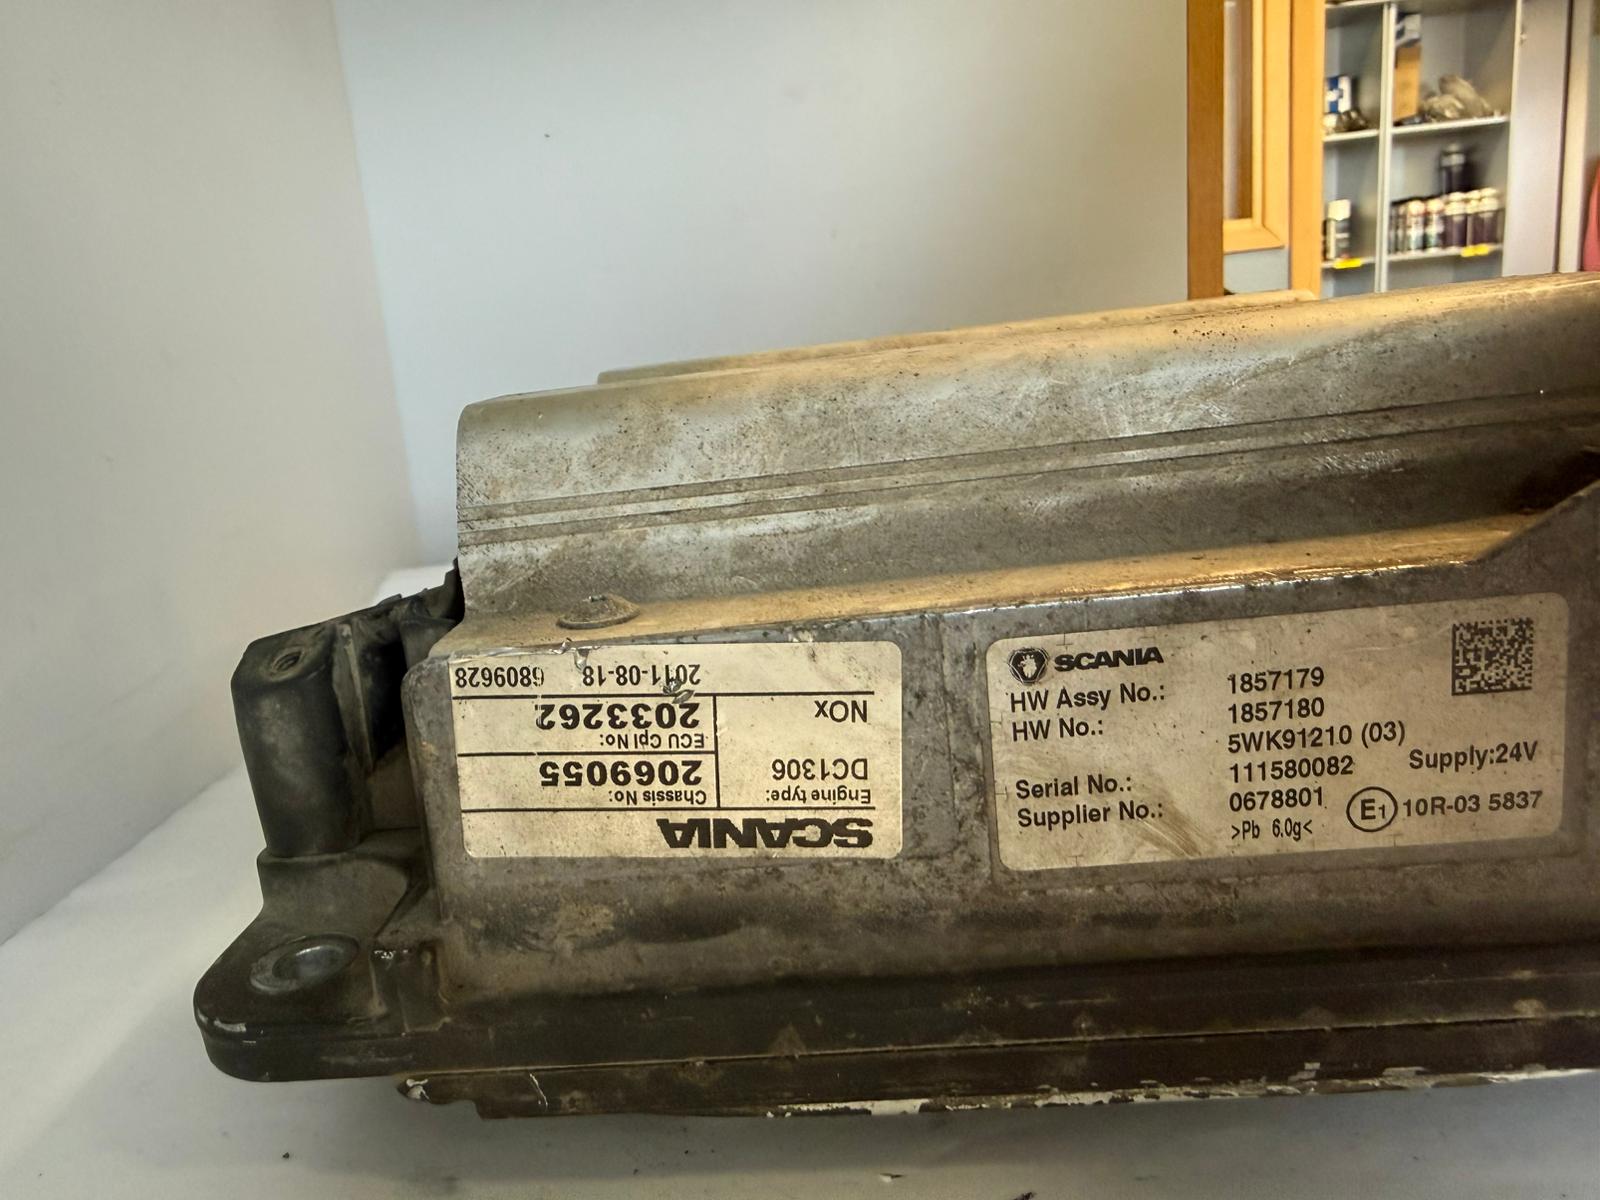 SCANIA
Engine type:
DC1306
NOx
Chassis No:
2069055
ECU Cpl No:
2033262
2011-08-18 6809628
SCANIA
HW Assy No.: 1857179
HW No.: 1857180
5WK91210 (03)
Serial No.: 111580082 Supply:24V
Supplier No.: 0678801 E1 10R-03 5837
>Pb 6.0g<